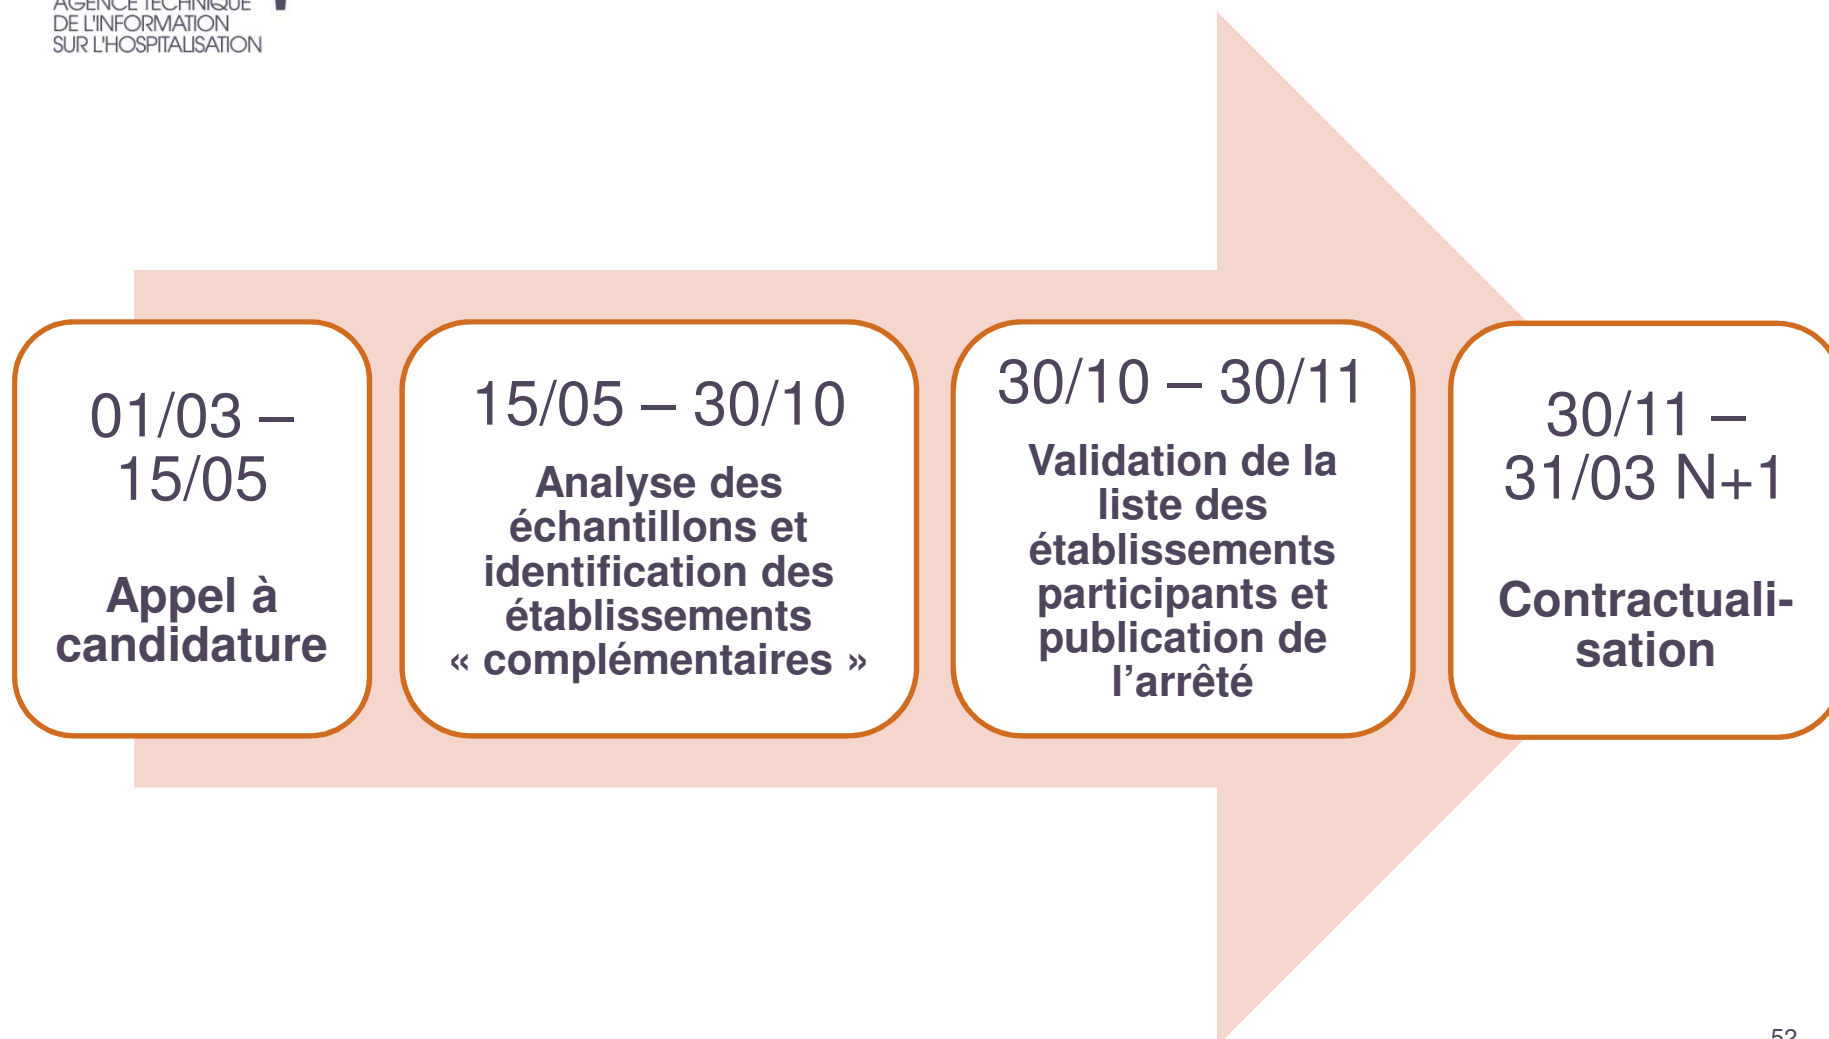 AGENCE TECHNIQUE
DE L'INFORMATION
SUR L'HOSPITALISATION
01/03 –
15/05
Appel à
candidature
15/05 – 30/10
Analyse des
échantillons et
identification des
établissements
« complémentaires »
30/10 – 30/11
Validation de la
liste des
établissements
participants et
publication de
l’arrêté
30/11 –
31/03 N+1
Contractuali-
sation
52